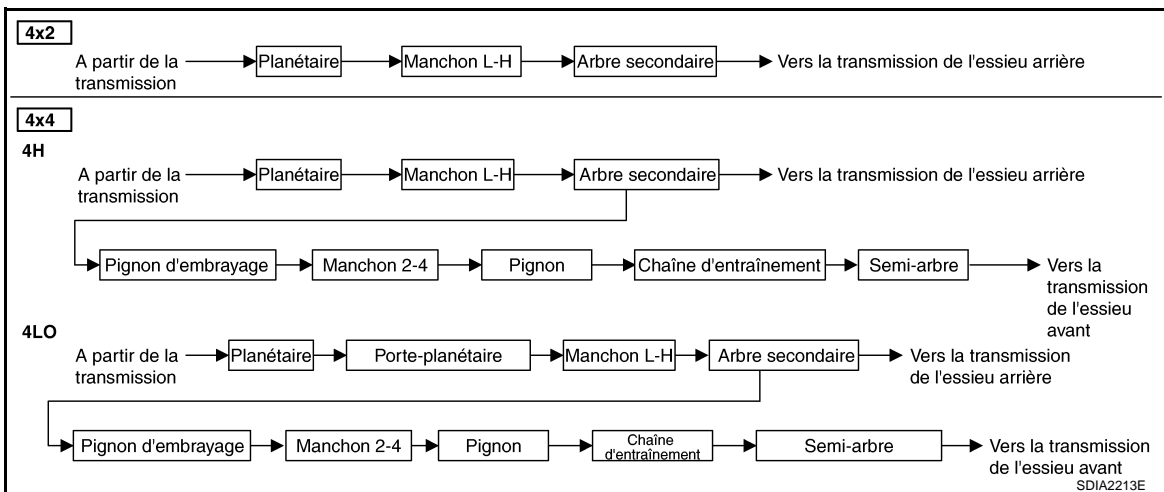 4x2
A partir de la transmission
Planétaire
Manchon L-H
Arbre secondaire
Vers la transmission de l'essieu arrière
4x4
4H
A partir de la transmission
Planétaire
Manchon L-H
Arbre secondaire
Vers la transmission de l'essieu arrière
Pignon d'embrayage
Manchon 2-4
Pignon
Chaîne d'entraînement
Semi-arbre
Vers la
transmission
de l'essieu
avant
4LO
A partir de la
transmission
Planétaire
Porte-planétaire
Manchon L-H
Arbre secondaire
Vers la transmission
de l'essieu arrière
Pignon d'embrayage
Manchon 2-4
Pignon
Chaîne
d'entraînement
Semi-arbre
Vers la transmission
de l'essieu avant
SDIA2213E